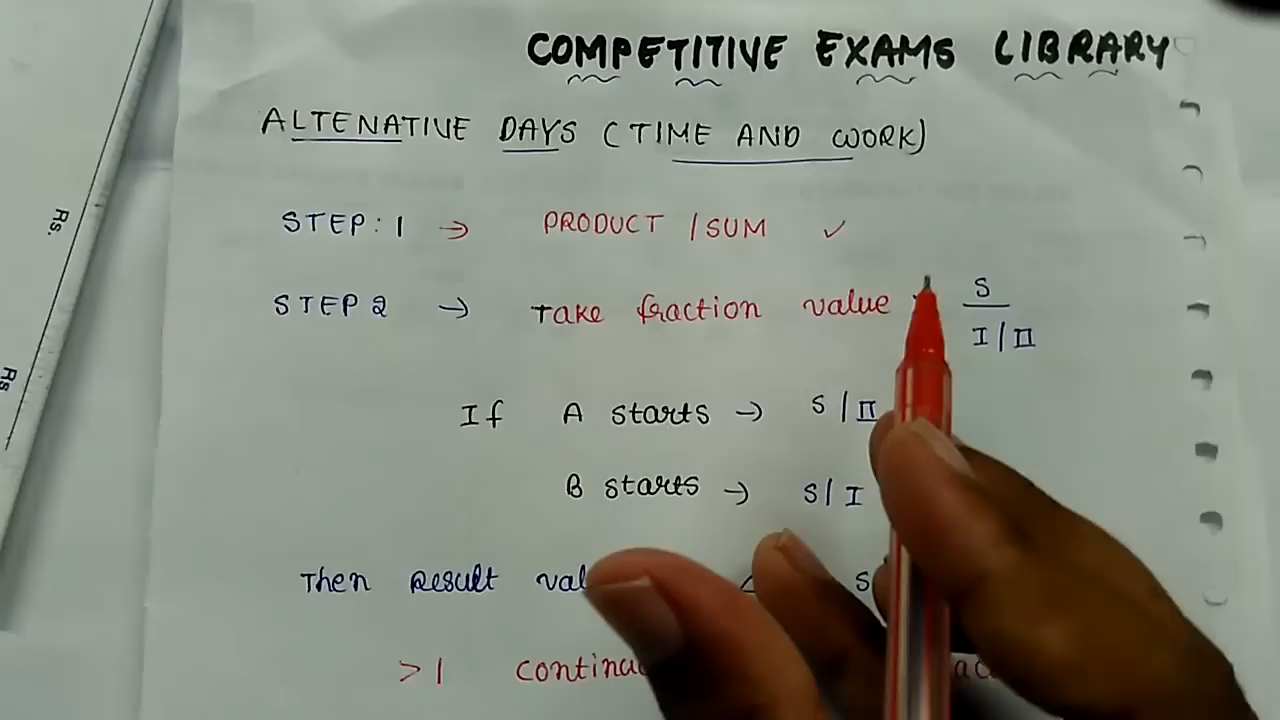 COMPETITIVE EXAMS LIBRARY
ALTENATIVE DAYS (TIME AND WORK)
Rs.
STEP: 1 → PRODUCT / SUM ✓
STEP 2 → Take fraction value S
I/II
Rs
If A starts → S/II
B starts → S/I
Then Result
>1